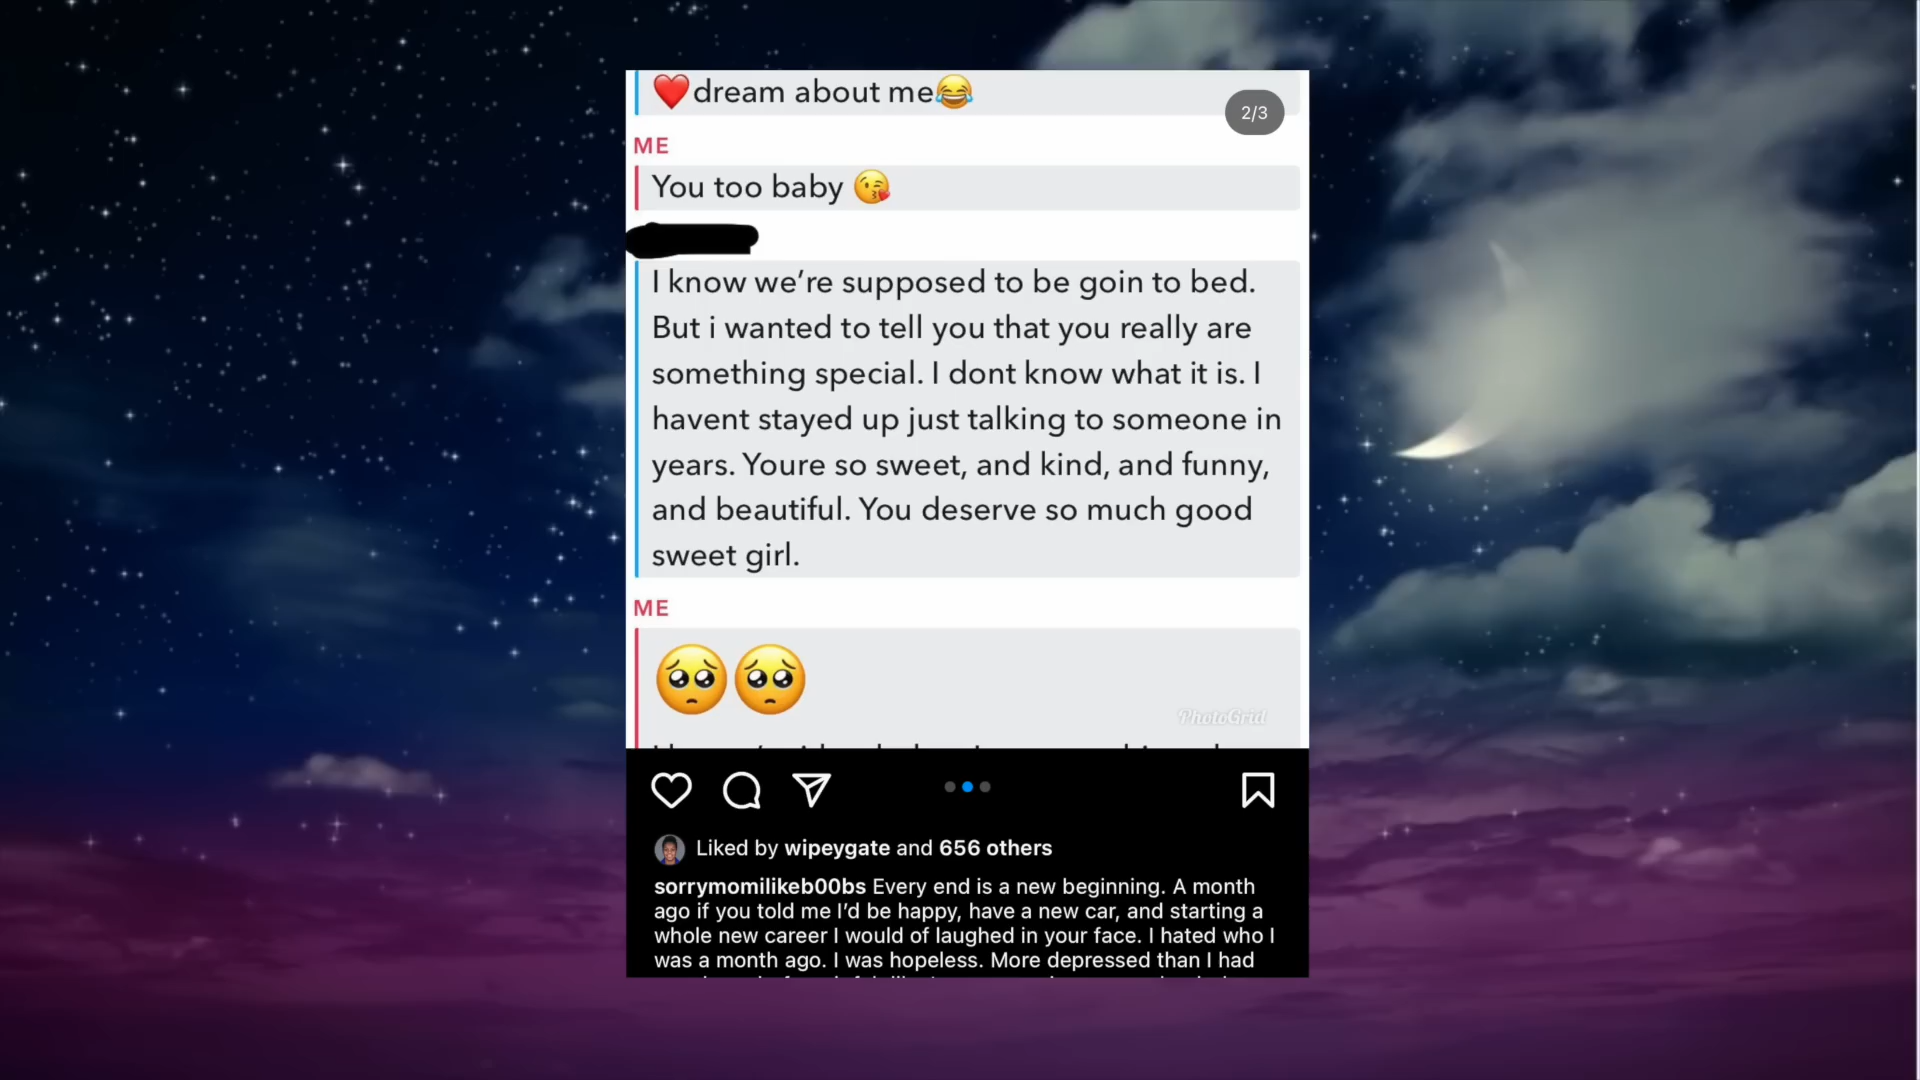 ❤️dream about me😂
2/3
ME
You too baby 😘
I know we’re supposed to be goin to bed.
But i wanted to tell you that you really are
something special. I dont know what it is. I
havent stayed up just talking to someone in
years. Youre so sweet, and kind, and funny,
and beautiful. You deserve so much good
sweet girl.
ME
🥺🥺
PhotoGrid
Liked by wipeygate and 656 others
sorrymomilikeb00bs Every end is a new beginning. A month
ago if you told me I’d be happy, have a new car, and starting a
whole new career I would of laughed in your face. I hated who I
was a month ago. I was hopeless. More depressed than I had